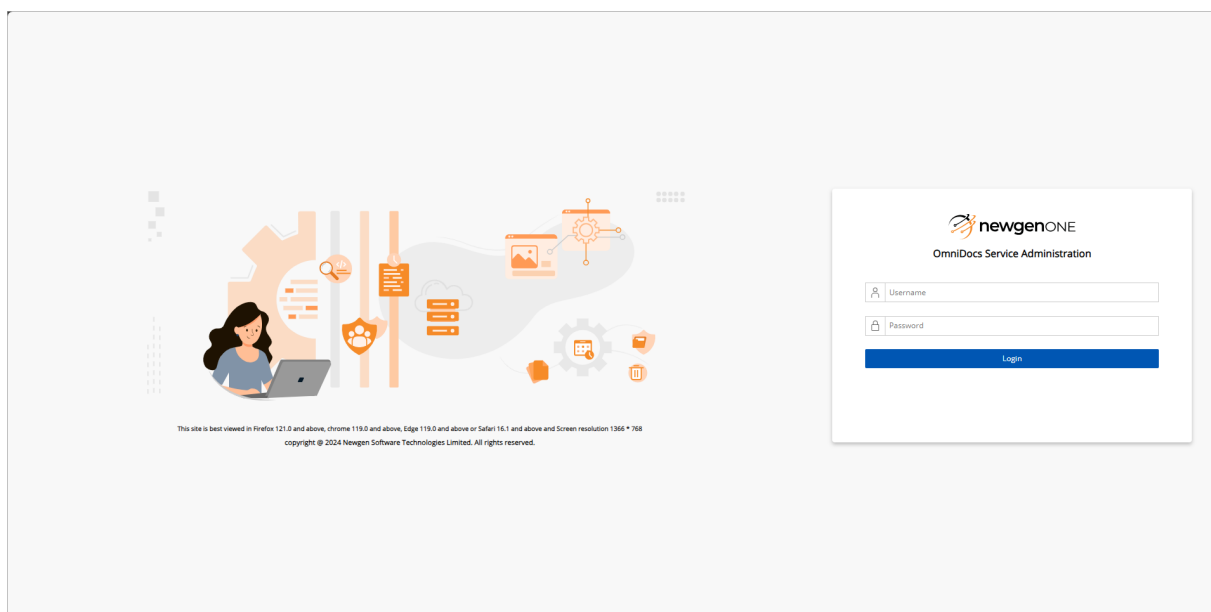 newgenONE
OmniDocs Service Administration
Username
Password
Login
This site is best viewed in Firefox 121.0 and above, chrome 119.0 and above, Edge 119.0 and above or Safari 16.1 and above and Screen resolution 1366 * 768
copyright @ 2024 Newgen Software Technologies Limited. All rights reserved.